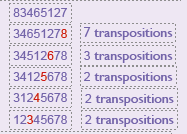 83465127
34651278 7 transpositions
34512678 3 transpositions
34125678 2 transpositions
31245678 2 transpositions
12345678 2 transpositions